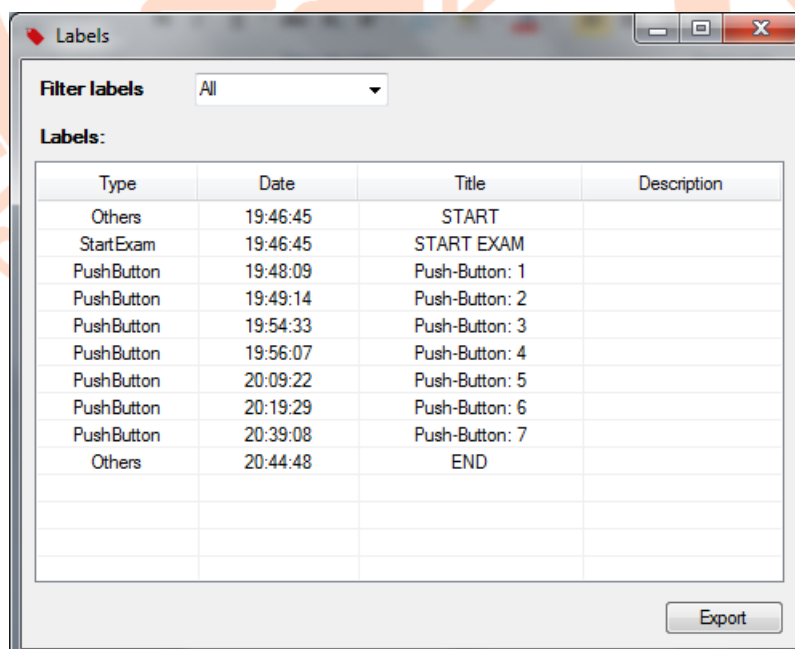 Labels
Filter labels All
Labels:
Type Date Title Description
Others 19:46:45 START
StartExam 19:46:45 START EXAM
PushButton 19:48:09 Push-Button: 1
PushButton 19:49:14 Push-Button: 2
PushButton 19:54:33 Push-Button: 3
PushButton 19:56:07 Push-Button: 4
PushButton 20:09:22 Push-Button: 5
PushButton 20:19:29 Push-Button: 6
PushButton 20:39:08 Push-Button: 7
Others 20:44:48 END
Export